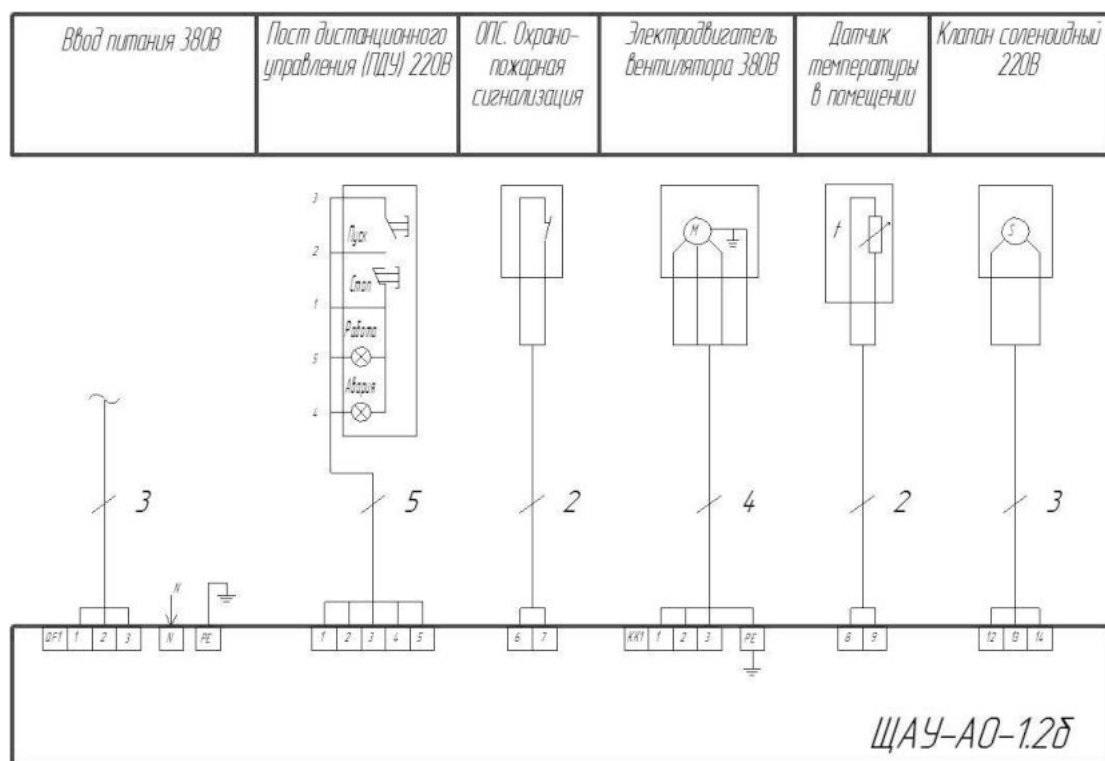 Ввод питания 380В
Пост дистанционного
управления (ПДУ) 220В
ОПС. Охрано-
пожарная
сигнализация
Электродвигатель
вентилятора 380В
Датчик
температуры
в помещении
Клапан соленоидный
220В
3
Пуск
2
Стоп
1
Работа
5
Авария
4
M
t
S
3
5
2
4
2
3
N
QF1 1 2 3
N
PE
1 2 3 4 5
6 7
КК1 1 2 3
PE
8 9
12 13 14
ЩАУ-АО-1.2б